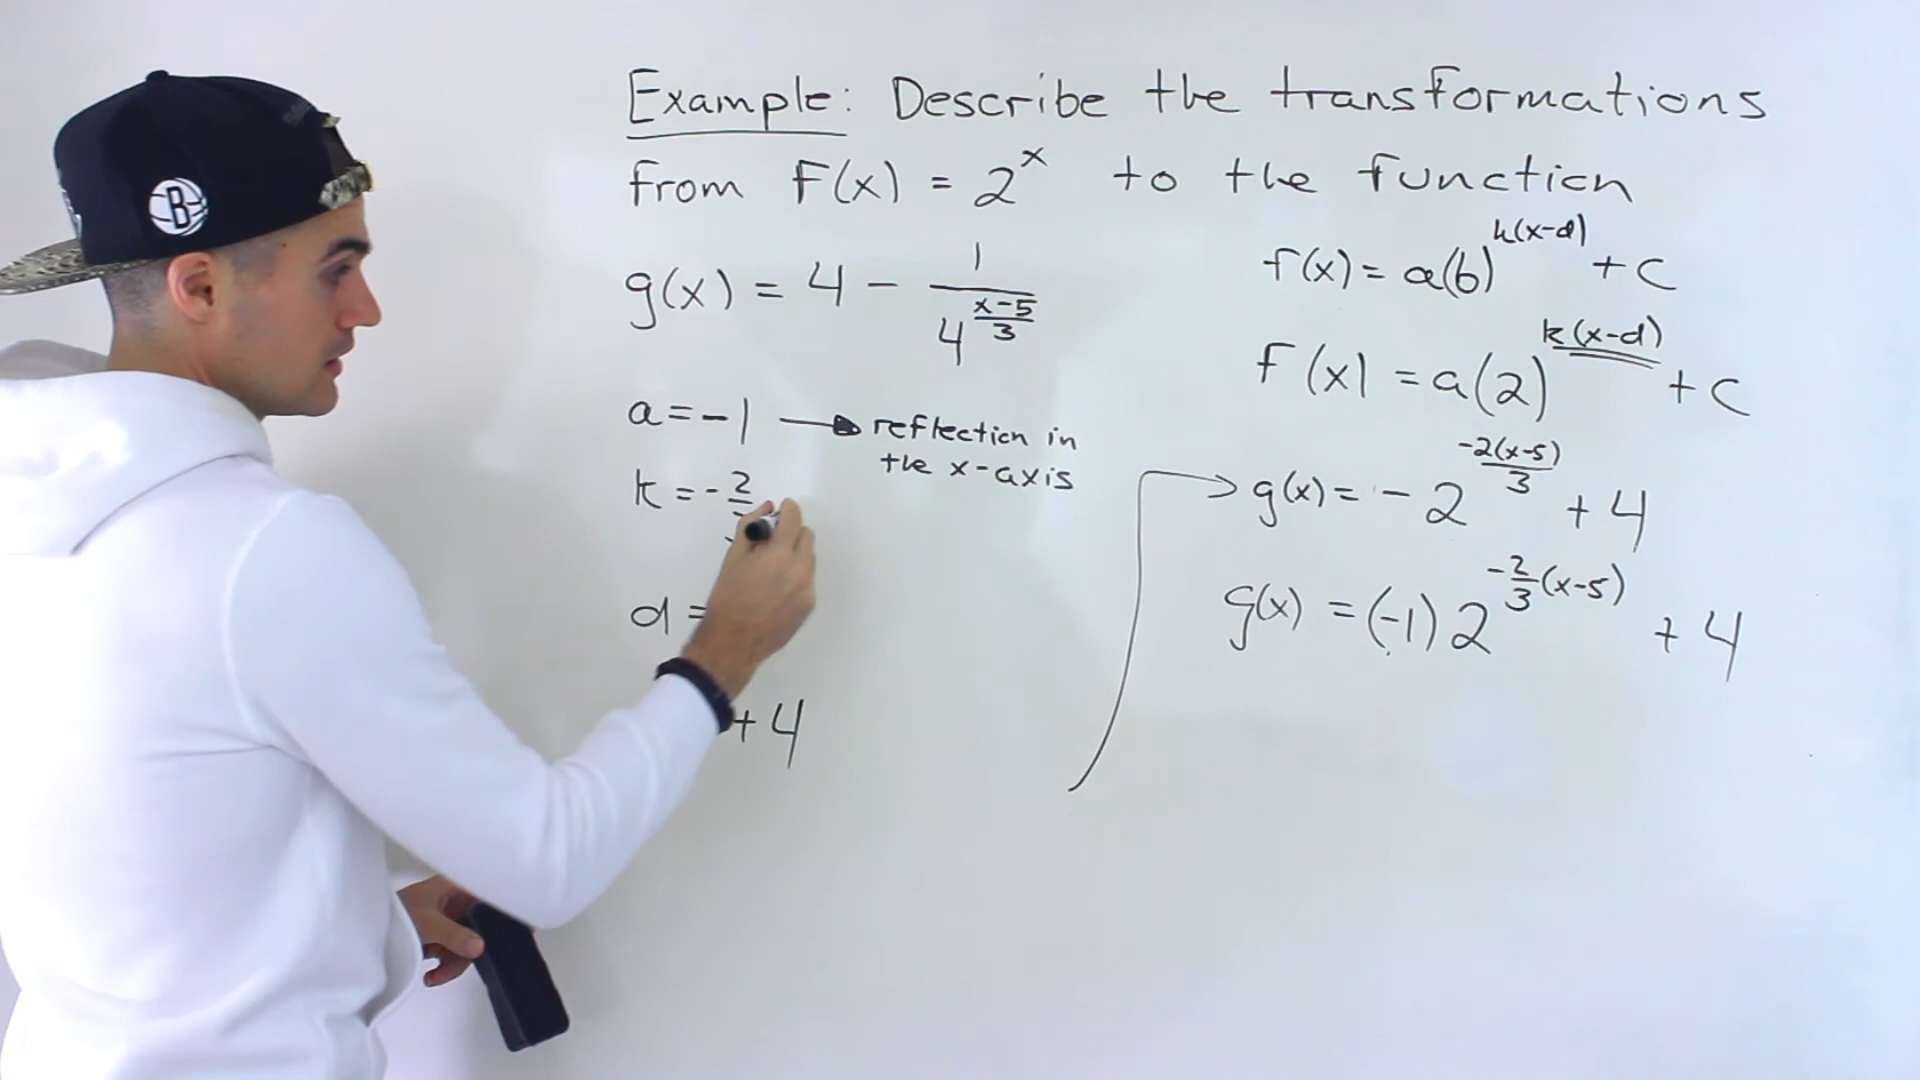 Example: Describe the transformations
from F(x) = 2^x to the function
g(x) = 4 - 1/4^((x-5)/3)
a = -1 → reflection in
the x-axis
k = -2/
d =
+4
f(x) = a(b)^(k(x-d)) + c
f(x) = a(2)^(k(x-d)) + c
g(x) = -2^(-2(x-5)/3) + 4
g(x) = (-1)2^(-2/3(x-5)) + 4
B